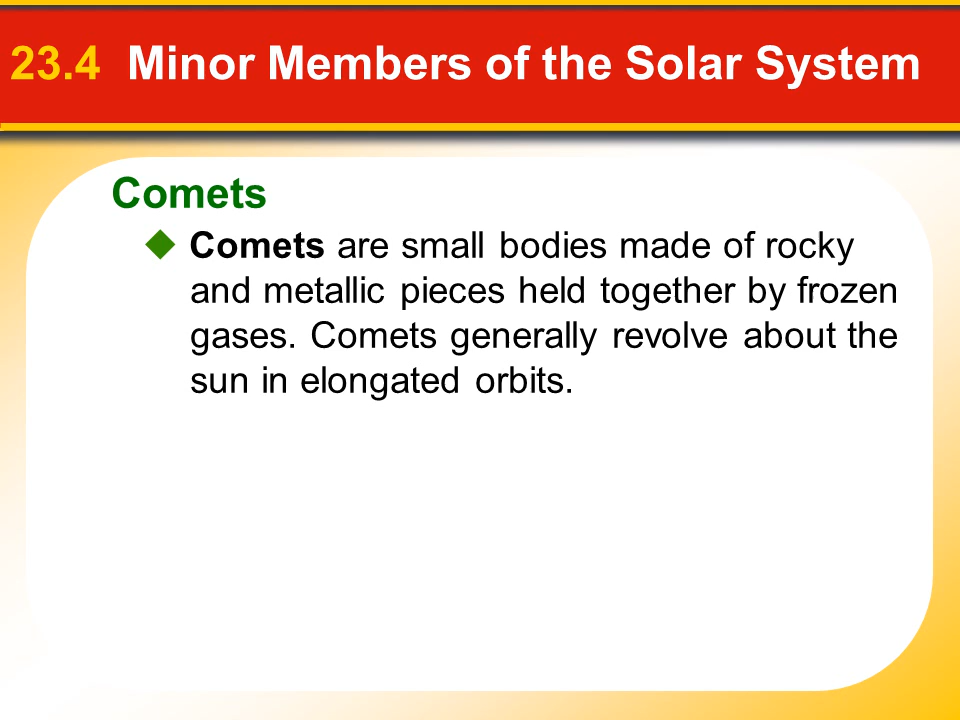 23.4 Minor Members of the Solar System
Comets
Comets are small bodies made of rocky
and metallic pieces held together by frozen
gases. Comets generally revolve about the
sun in elongated orbits.